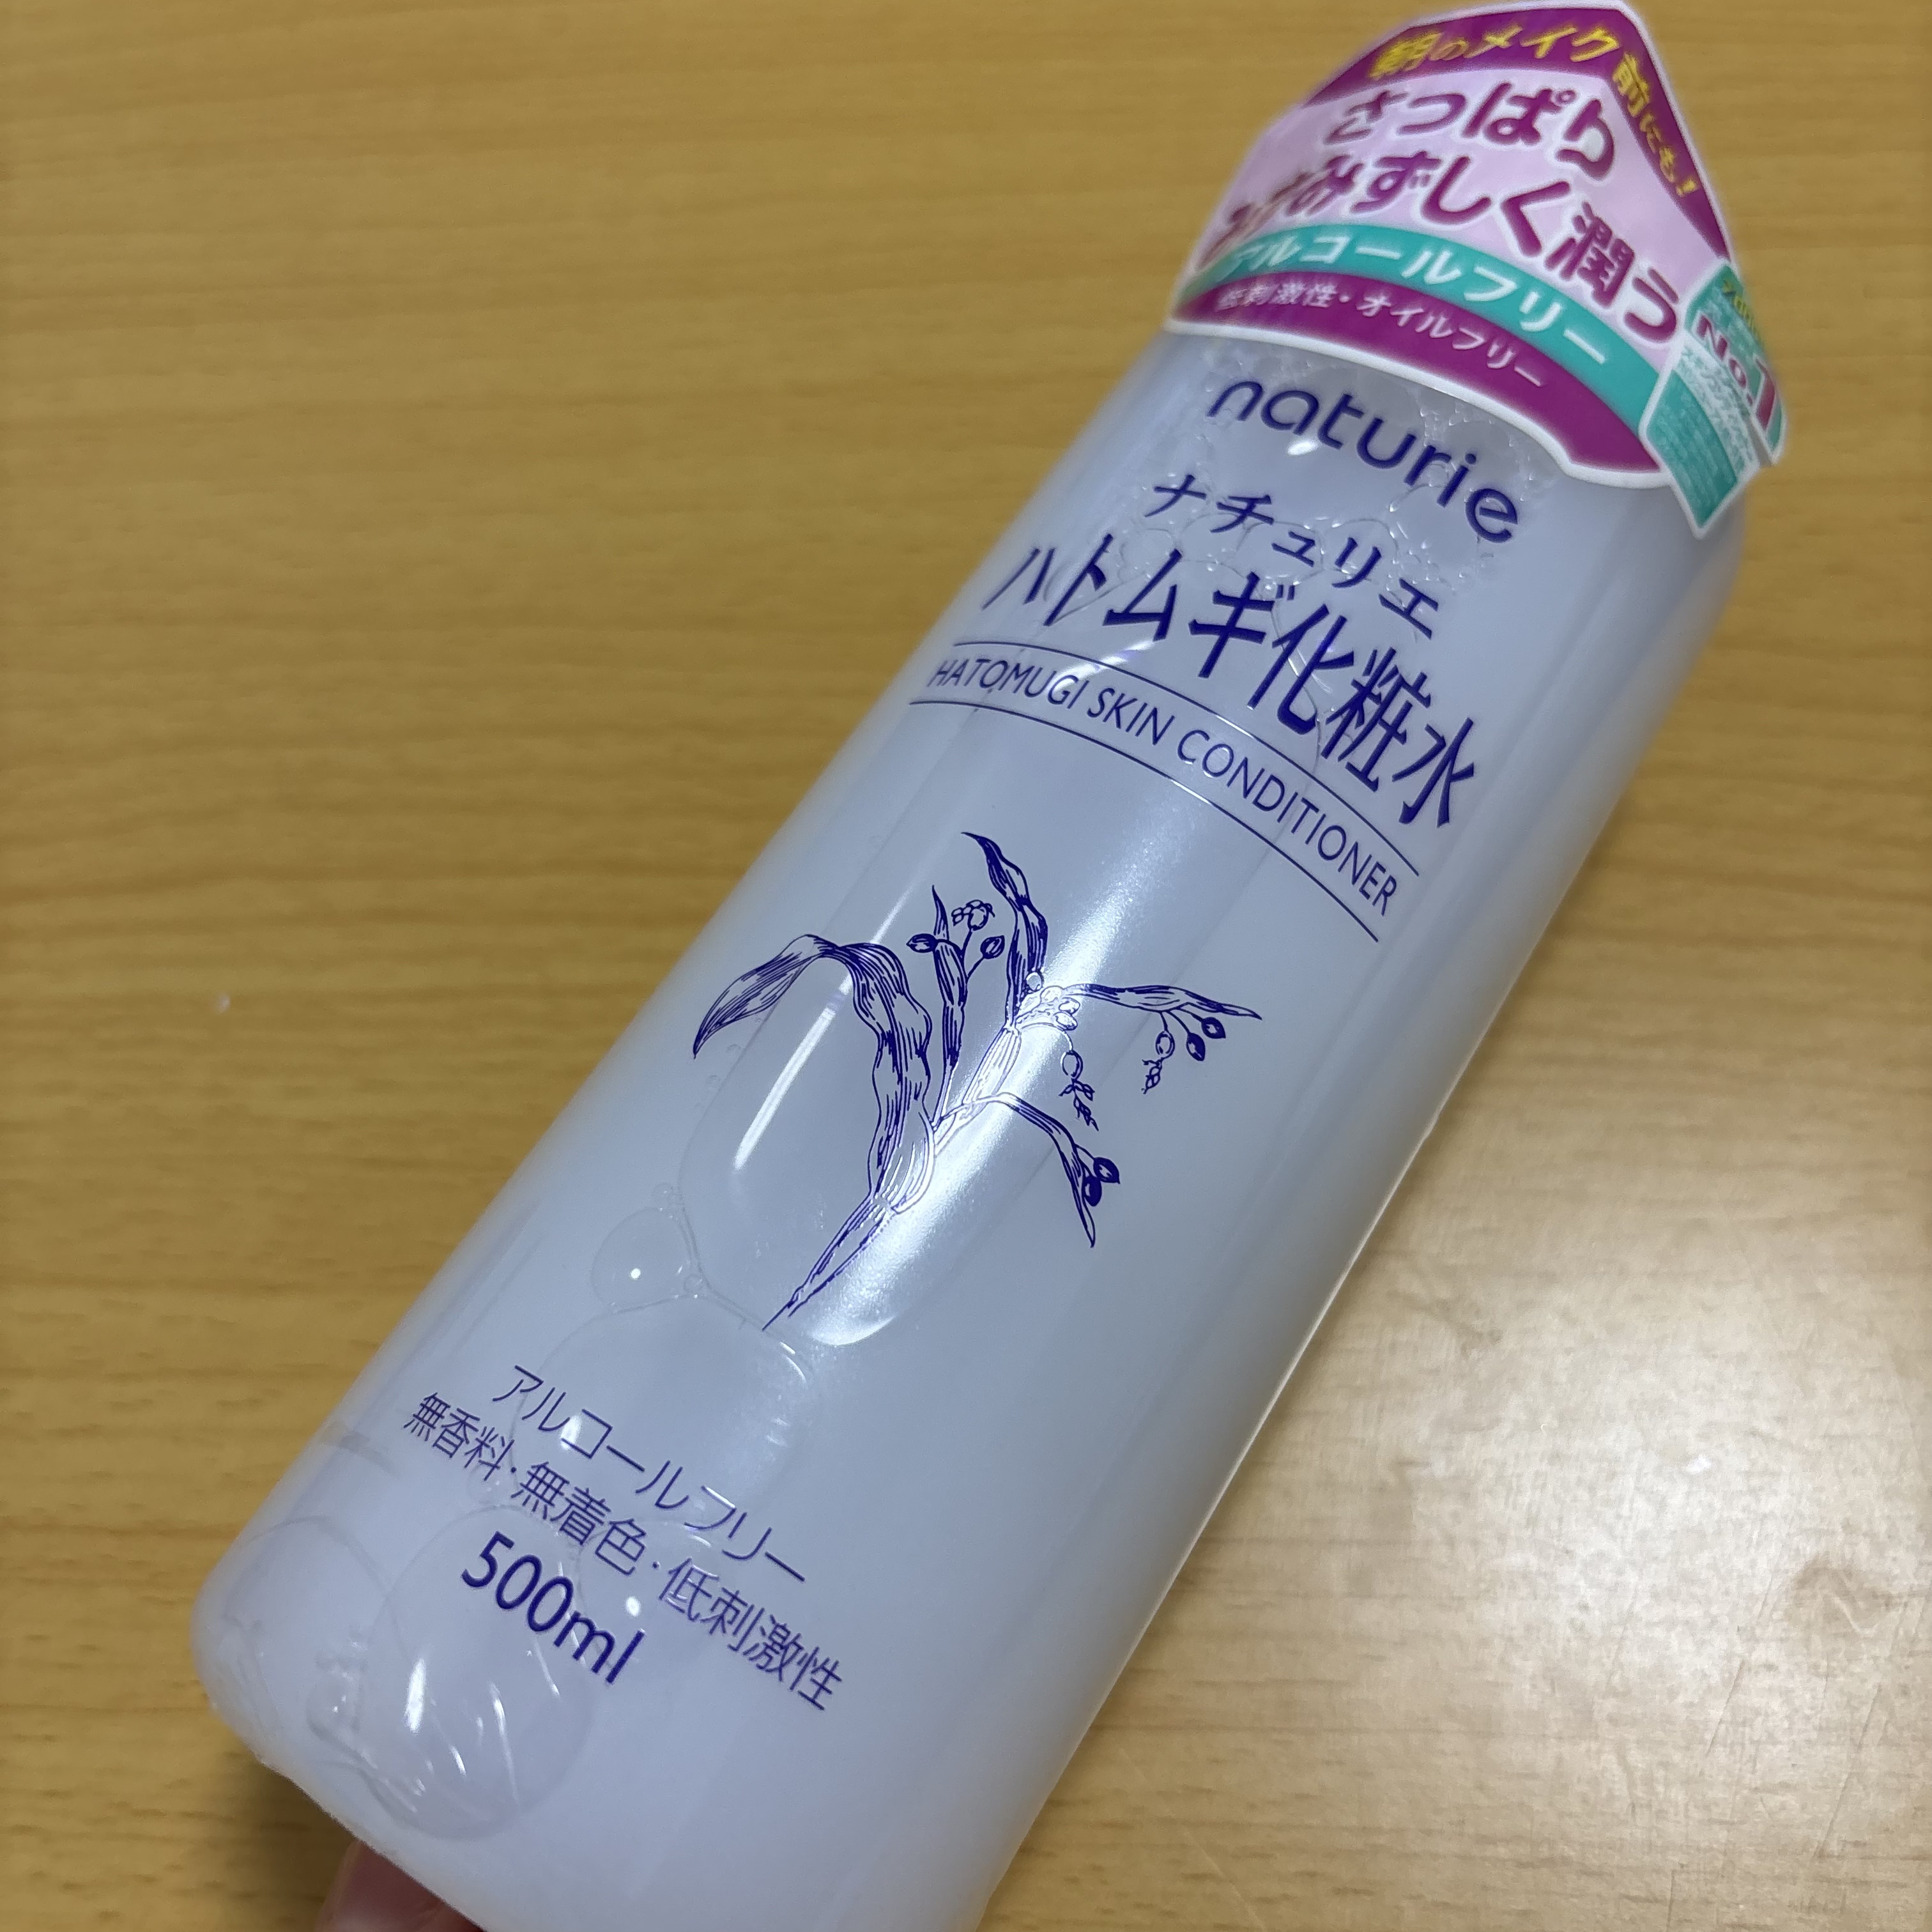 朝のメイク前にも!
さっぱり
みずみずしく潤う
アルコールフリー
低刺激性・オイルフリー
No.1
naturie
ナチュリエ
ハトムギ化粧水
HATOMUGI SKIN CONDITIONER
アルコールフリー
無香料・無着色・低刺激性
500ml